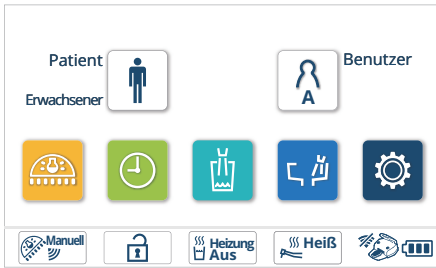 Patient
Erwachsener
Benutzer
A
Manuell
Heizung
Aus
Heiß